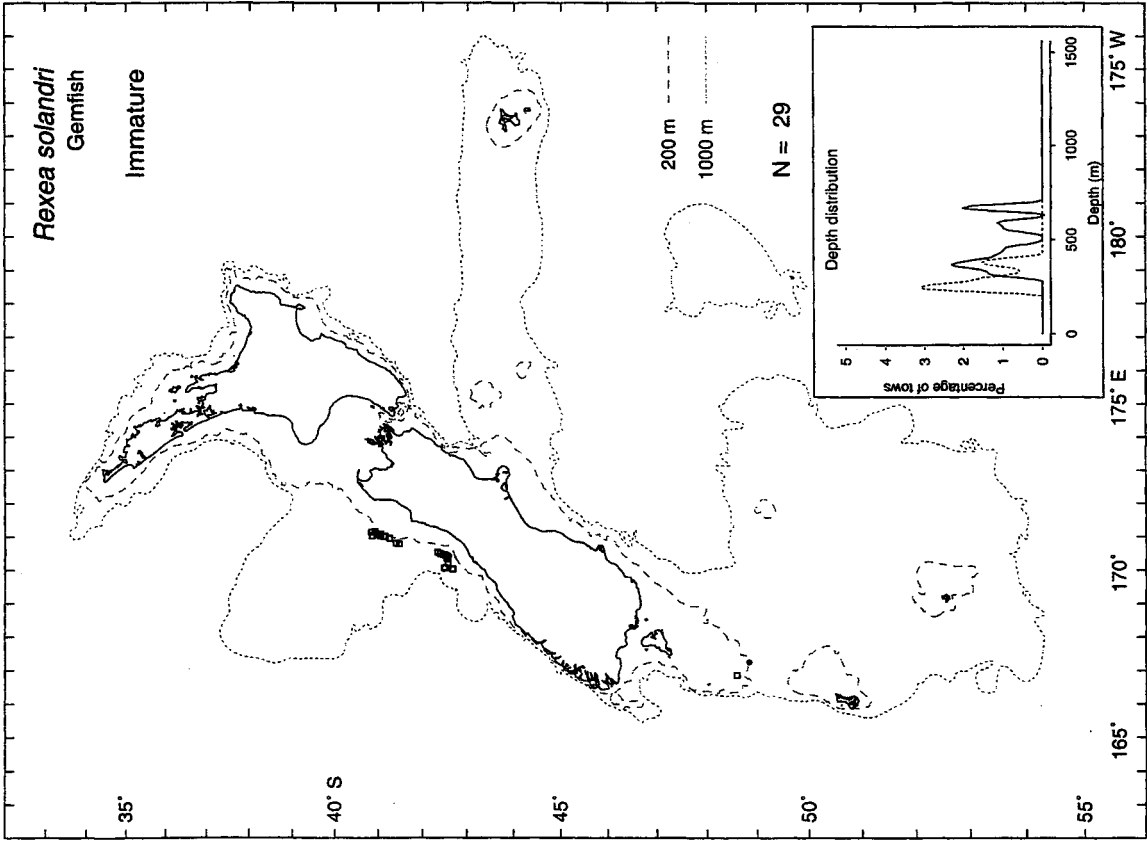 Rexea solandri
Gemfish
Immature
35°
40° S
45°
50°
55°
165°
170°
175° E
180°
175° W
200 m
1000 m
N = 29
Depth distribution
Percentage of tows
5
4
3
2
1
0
0
500
1000
1500
Depth (m)